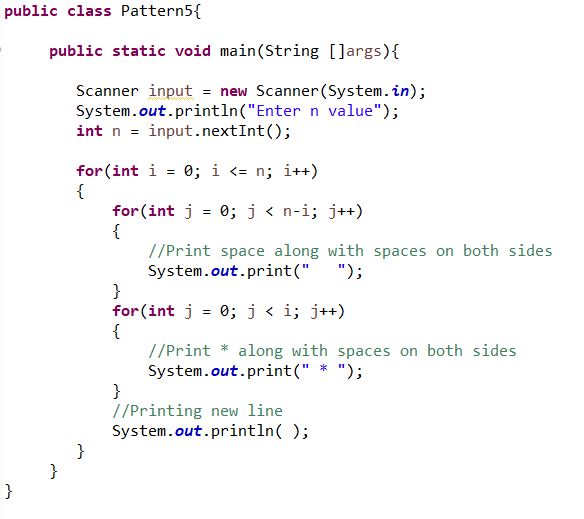 public class Pattern5{
public static void main(String []args){
Scanner input = new Scanner(System.in);
System.out.println("Enter n value");
int n = input.nextInt();
for(int i = 0; i <= n; i++)
{
for(int j = 0; j < n-i; j++)
{
//Print space along with spaces on both sides
System.out.print("   ");
}
for(int j = 0; j < i; j++)
{
//Print * along with spaces on both sides
System.out.print(" * ");
}
//Printing new line
System.out.println( );
}
}
}